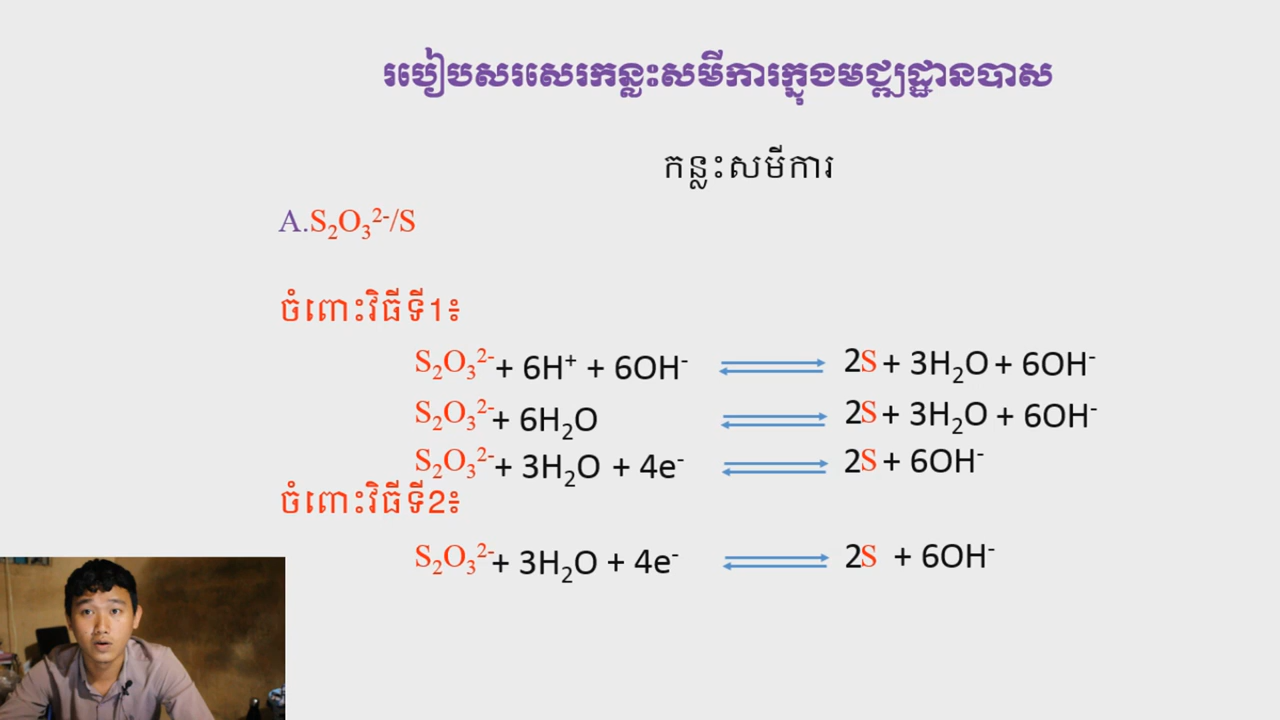 របៀបសរសេរកន្លះសមីការក្នុងមជ្ឈដ្ឋានបាស
កន្លះសមីការ
A.S₂O₃²⁻/S
ចំពោះវិធីទី1៖
S₂O₃²⁻+ 6H⁺ + 6OH⁻ ⇌ 2S + 3H₂O + 6OH⁻
S₂O₃²⁻+ 6H₂O ⇌ 2S + 3H₂O + 6OH⁻
S₂O₃²⁻+ 3H₂O + 4e⁻ ⇌ 2S + 6OH⁻
ចំពោះវិធីទី2៖
S₂O₃²⁻+ 3H₂O + 4e⁻ ⇌ 2S + 6OH⁻